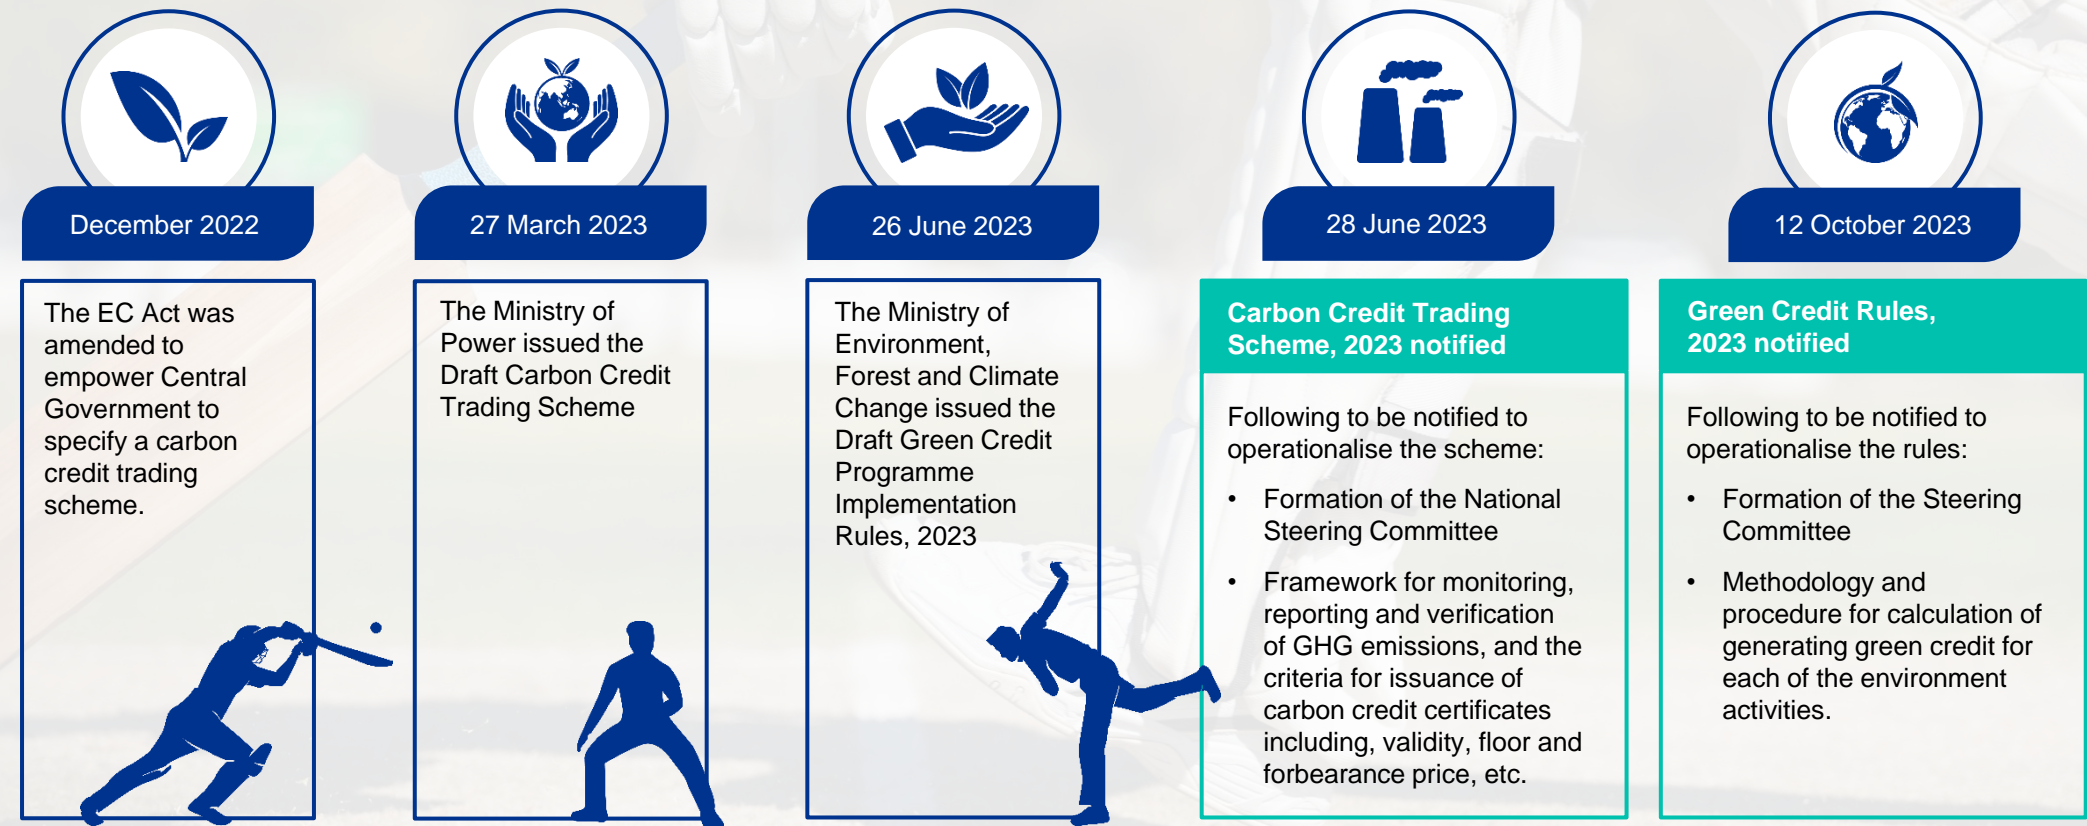 December 2022
The EC Act was
amended to
empower Central
Government to
specify a carbon
credit trading
scheme.
27 March 2023
The Ministry of
Power issued the
Draft Carbon Credit
Trading Scheme
26 June 2023
The Ministry of
Environment,
Forest and Climate
Change issued the
Draft Green Credit
Programme
Implementation
Rules, 2023
28 June 2023
Carbon Credit Trading
Scheme, 2023 notified
Following to be notified to
operationalise the scheme:
• Formation of the National
Steering Committee
• Framework for monitoring,
reporting and verification
of GHG emissions, and the
criteria for issuance of
carbon credit certificates
including, validity, floor and
forbearance price, etc.
12 October 2023
Green Credit Rules,
2023 notified
Following to be notified to
operationalise the rules:
• Formation of the Steering
Committee
• Methodology and
procedure for calculation of
generating green credit for
each of the environment
activities.